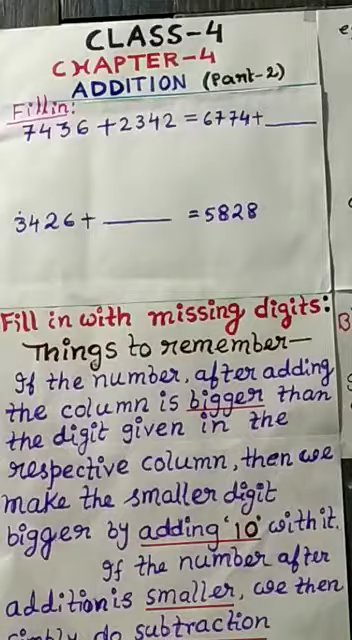 CLASS-4
CHAPTER-4
ADDITION (Part-2)
Fill in:
7436 + 2342 = 6774+ ____
3426 + ____ = 5828
Fill in with missing digits:
Things to remember—
If the number, after adding
the column is bigger than
the digit given in the
respective column, then we
make the smaller digit
bigger by adding '10' with it.
If the number after
addition is smaller, we then
simply do subtraction